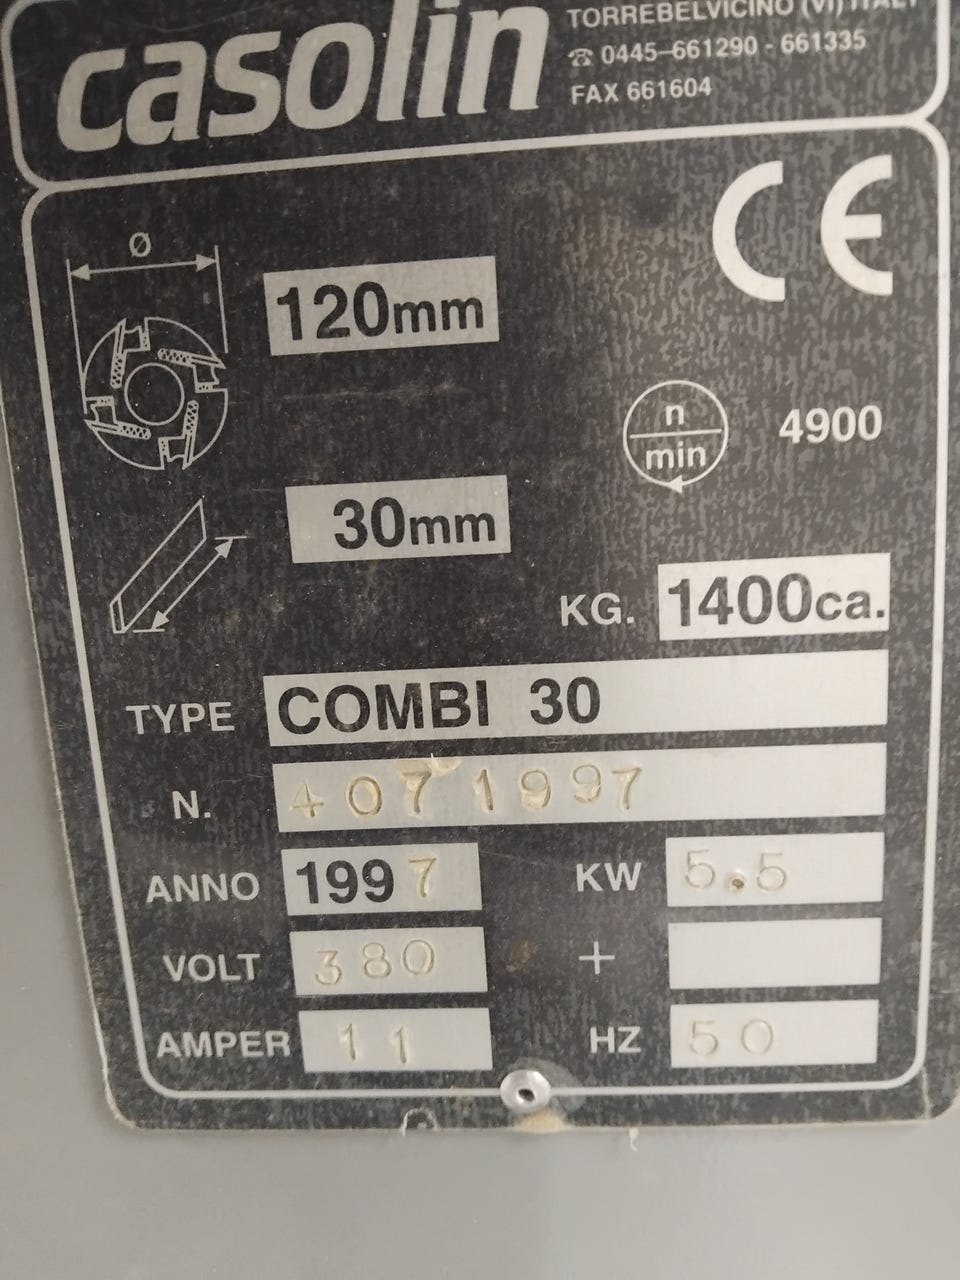 casolin
TORREBELVICINO (VI) ITALY
☎ 0445-661290 - 661335
FAX 661604
CE
Ø
120mm
n
min
4900
30mm
KG. 1400ca.
TYPE COMBI 30
N. 4071997
ANNO 1997
KW 5.5
VOLT 380
+
AMPER 11
HZ 50